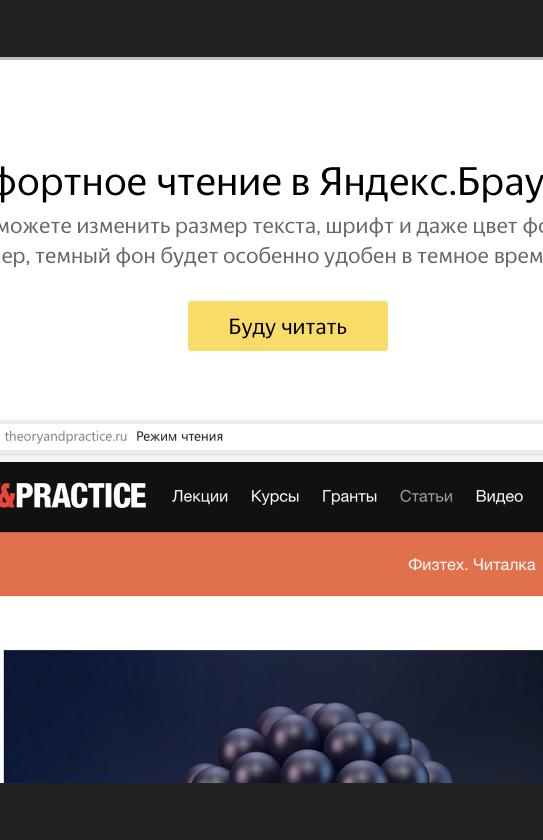 фортное чтение в Яндекс.Брау
можете изменить размер текста, шрифт и даже цвет фо
ер, темный фон будет особенно удобен в темное врем
Буду читать
theoryandpractice.ru Режим чтения
&PRACTICE Лекции Курсы Гранты Статьи Видео
Физтех. Читалка